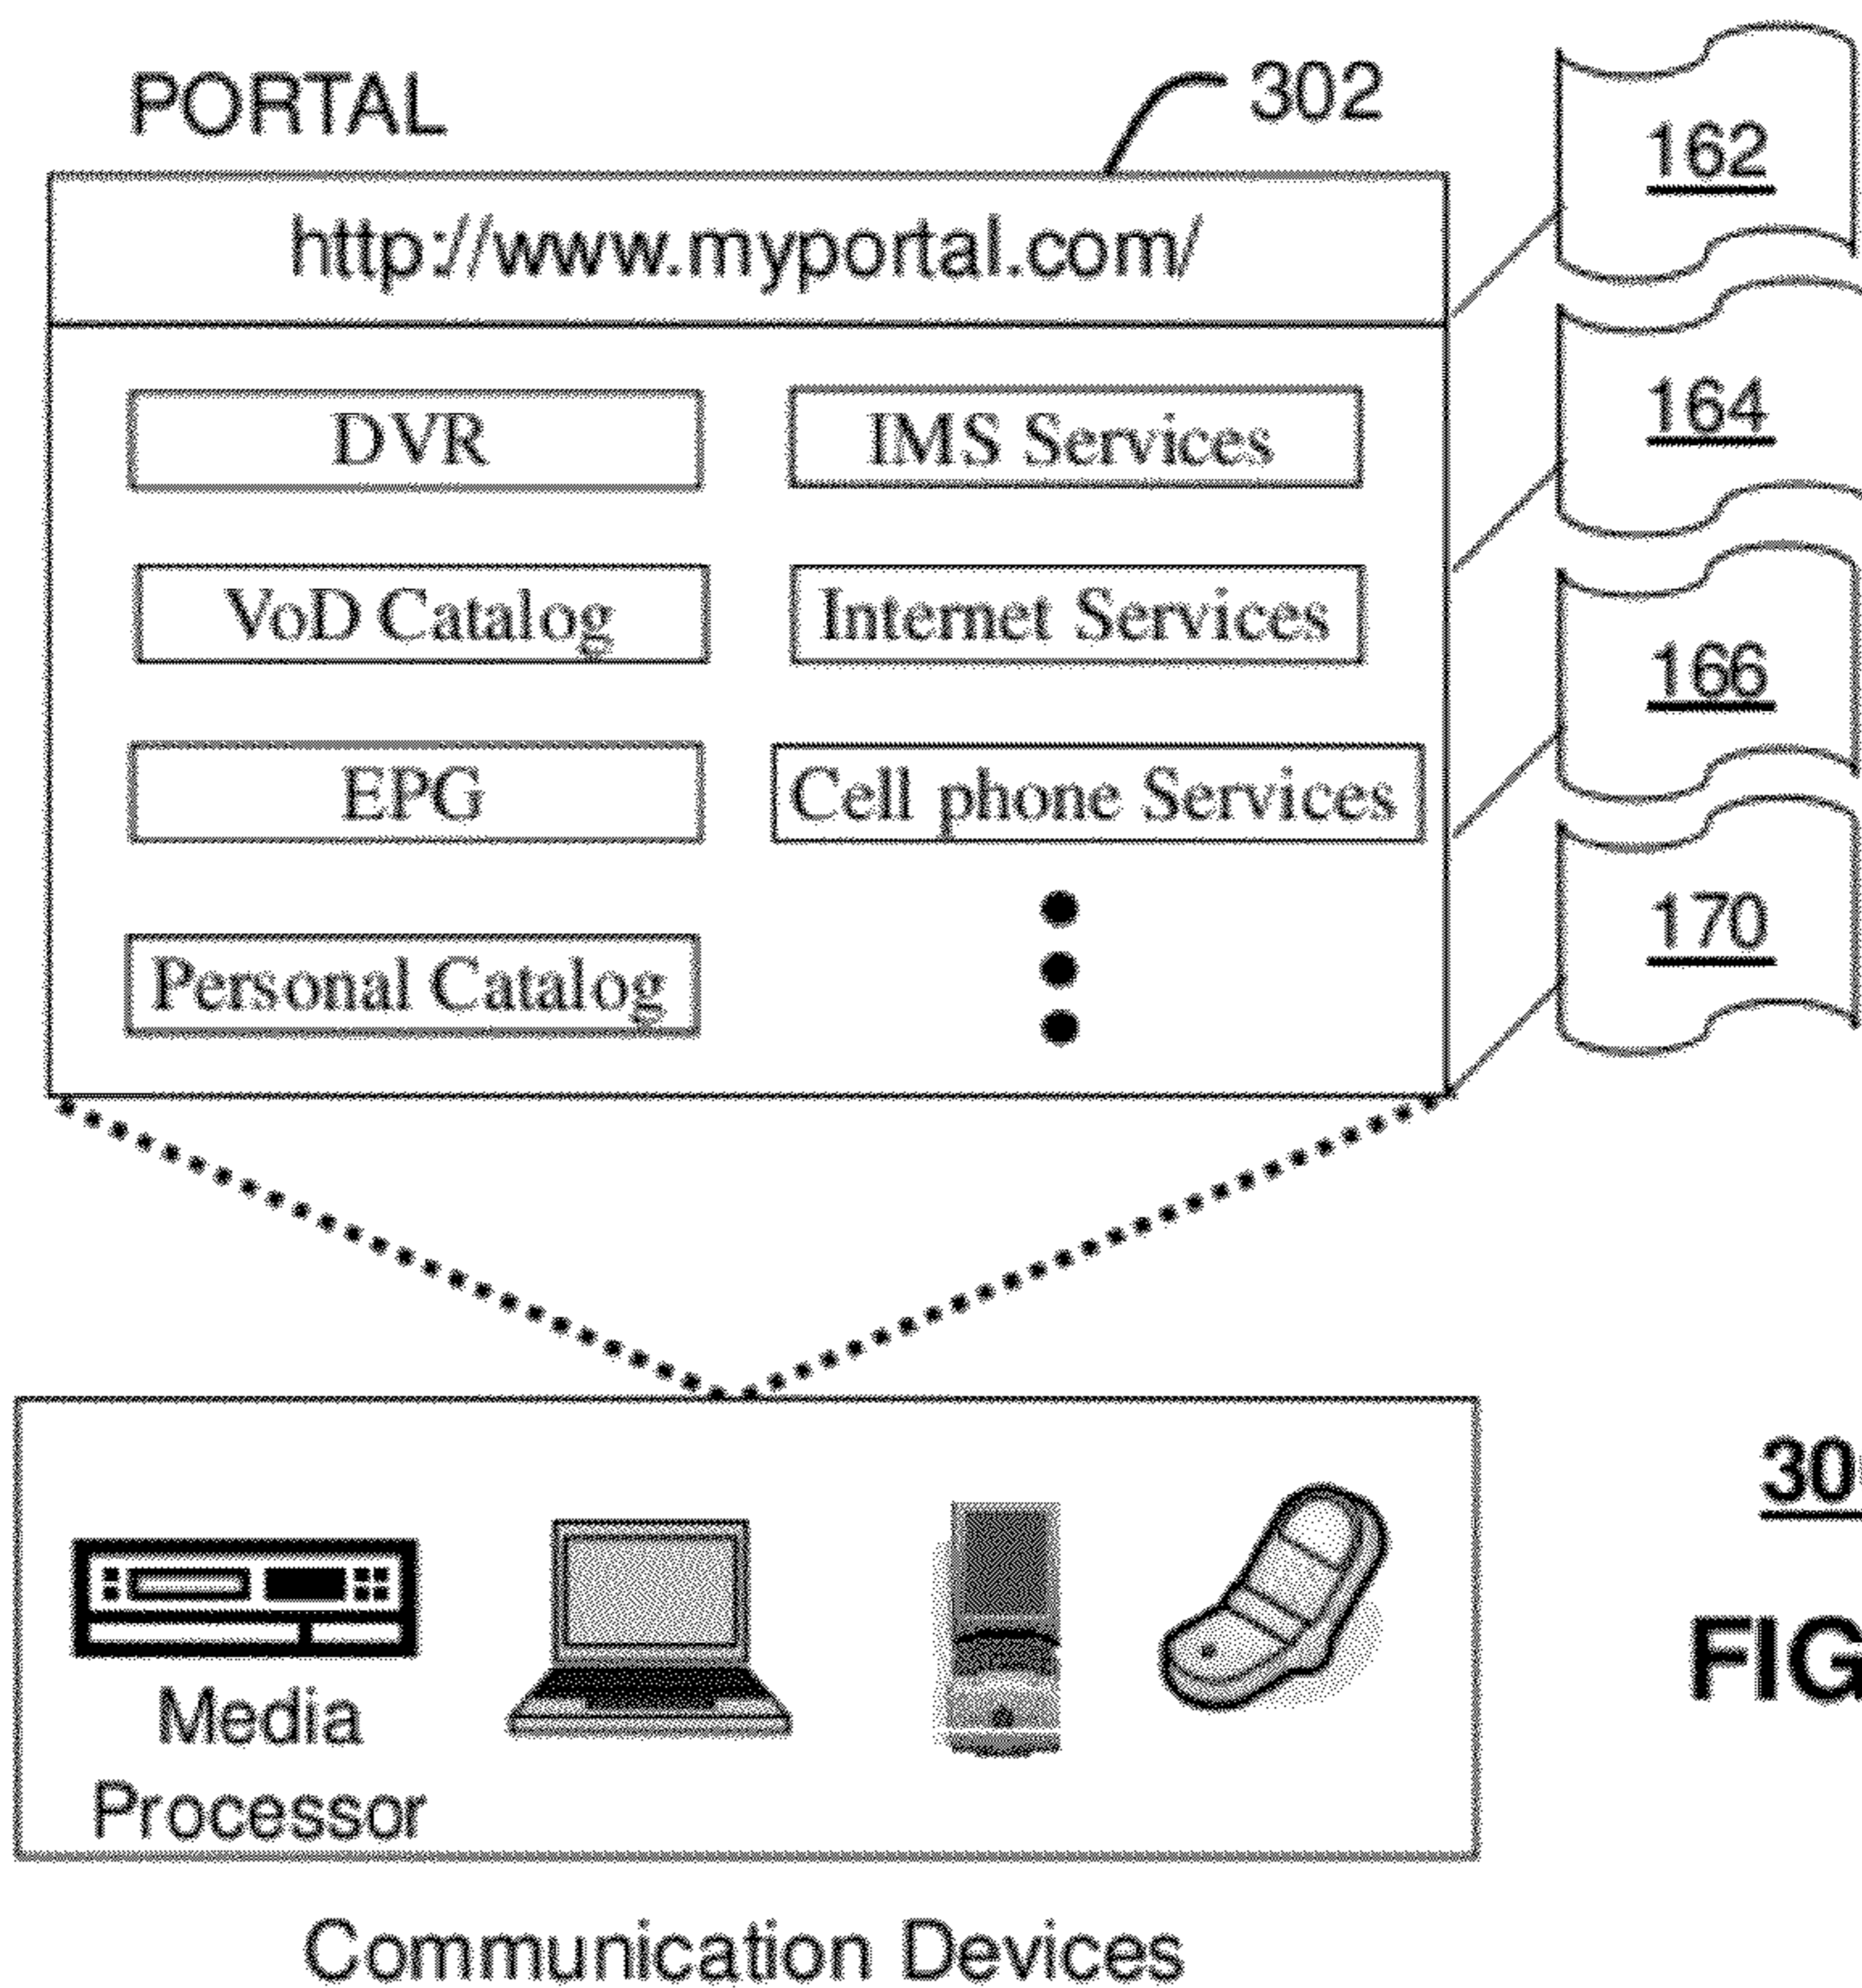 PORTAL
302
http://www.myportal.com/
DVR
IMS Services
VoD Catalog
Internet Services
EPG
Cell phone Services
Personal Catalog
162
164
166
170
Media
Processor
Communication Devices
FIG